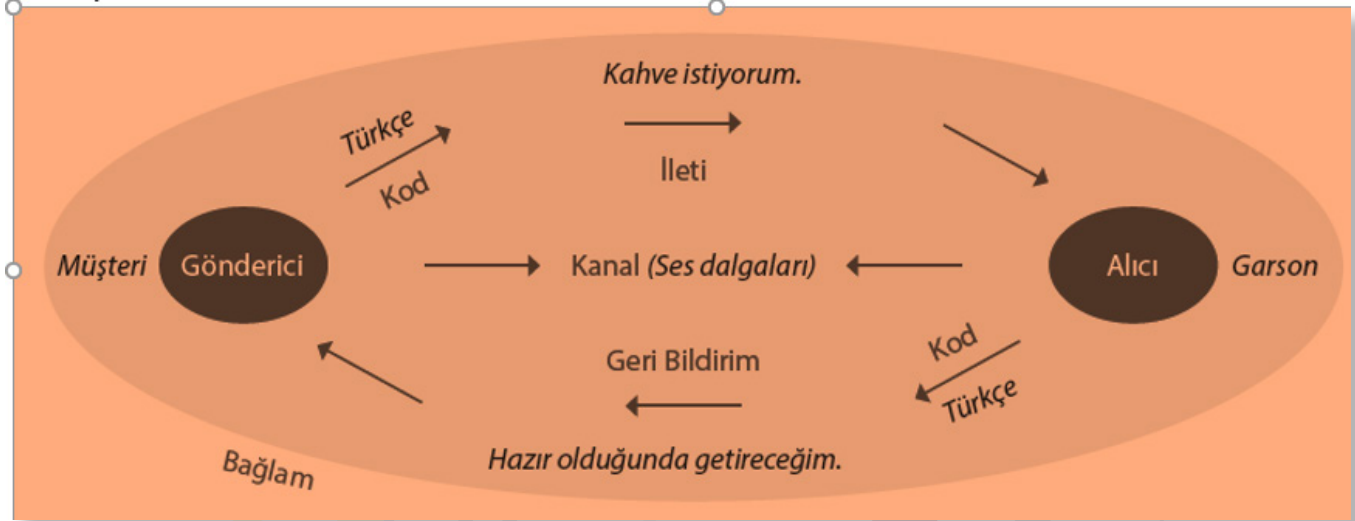 Kahve istiyorum.
Türkçe
Kod
İleti
Müşteri
Gönderici
Kanal (Ses dalgaları)
Alıcı
Garson
Geri Bildirim
Kod
Türkçe
Hazır olduğunda getireceğim.
Bağlam